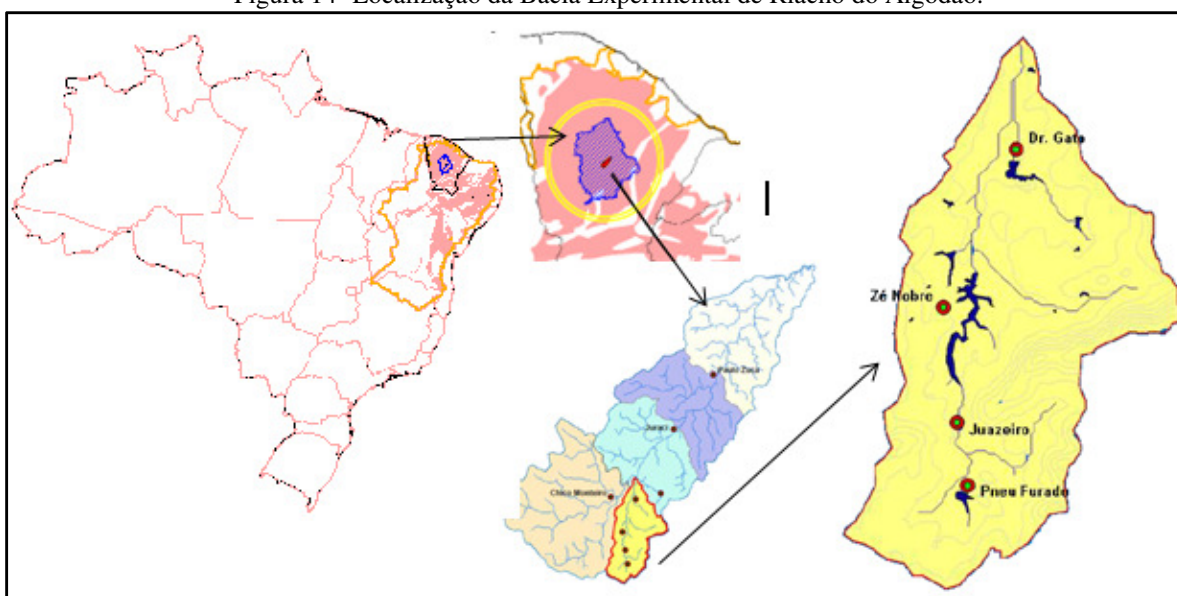 Figura 14- Localização da Bacia Experimental de Riacho do Algodão.
Dr. Gato
Zé Nobre
Juazeiro
Pneu Furado
Chico Monteiro